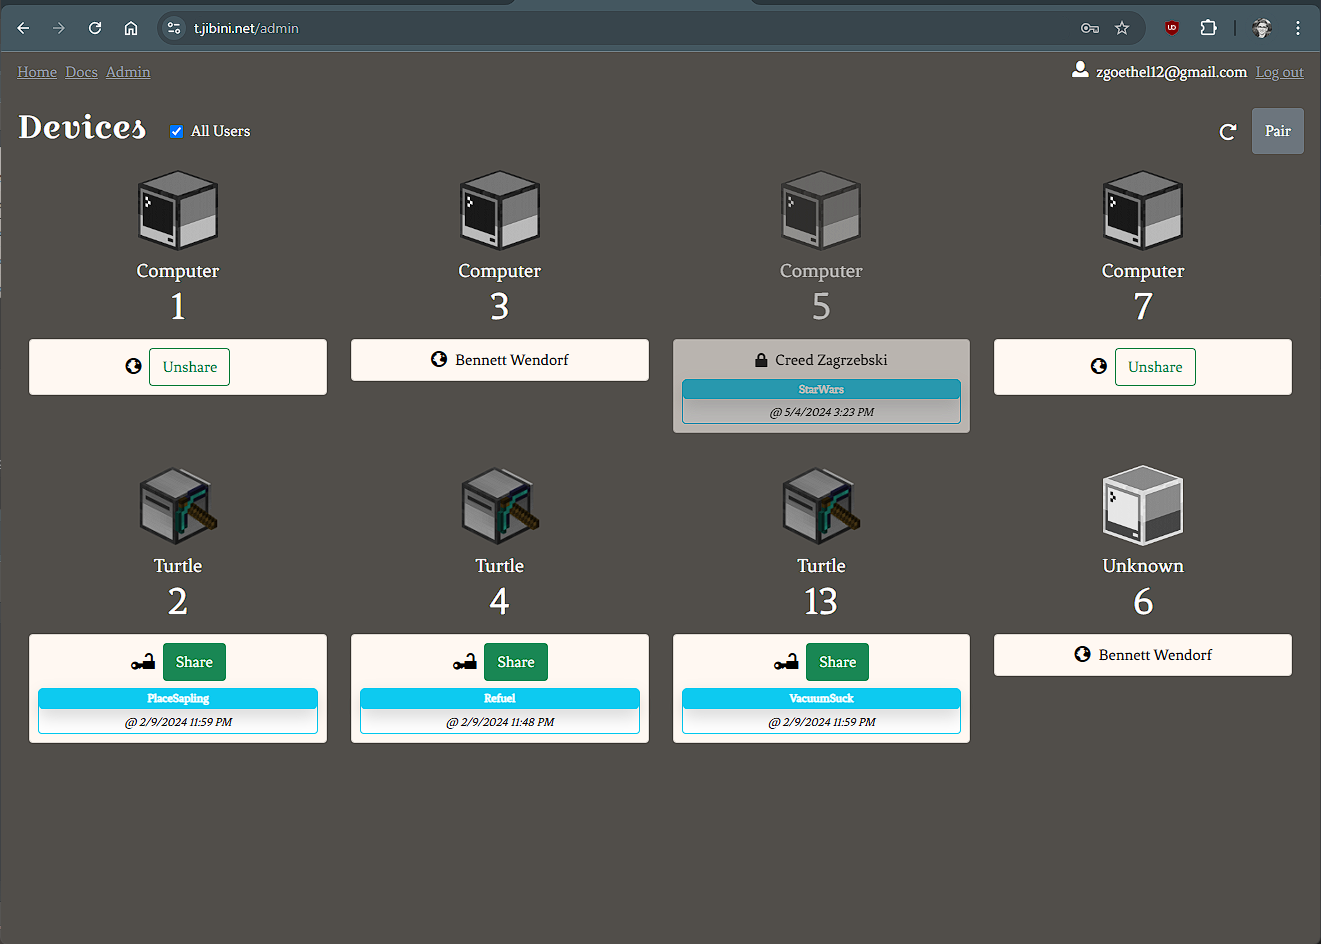 t.jibini.net/admin
Home Docs Admin
zgoethel12@gmail.com Log out
Devices
All Users
Pair
Computer
1
Unshare
Computer
3
Bennett Wendorf
Computer
5
Creed Zagrzebski
StarWars
@ 5/4/2024 3:23 PM
Computer
7
Unshare
Turtle
2
Share
PlaceSapling
@ 2/9/2024 11:59 PM
Turtle
4
Share
Refuel
@ 2/9/2024 11:48 PM
Turtle
13
Share
VacuumSuck
@ 2/9/2024 11:59 PM
Unknown
6
Bennett Wendorf